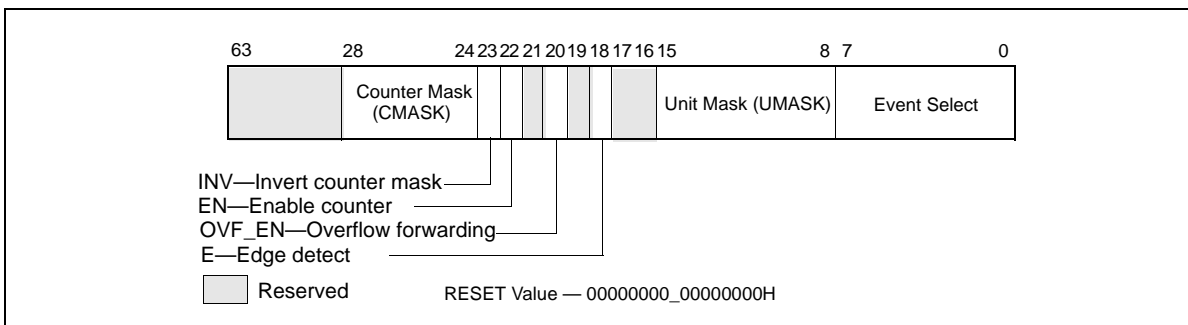 63 28 24 23 22 21 20 19 18 17 16 15 8 7 0
Counter Mask
(CMASK)
Unit Mask (UMASK)
Event Select
INV—Invert counter mask
EN—Enable counter
OVF_EN—Overflow forwarding
E—Edge detect
Reserved
RESET Value — 00000000_00000000H